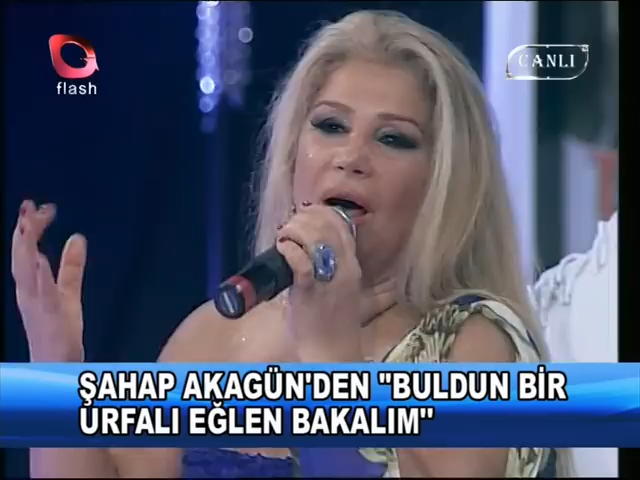 flash
CANLI
ŞAHAP AKAGÜN'DEN "BULDUN BİR
URFALI EĞLEN BAKALIM"